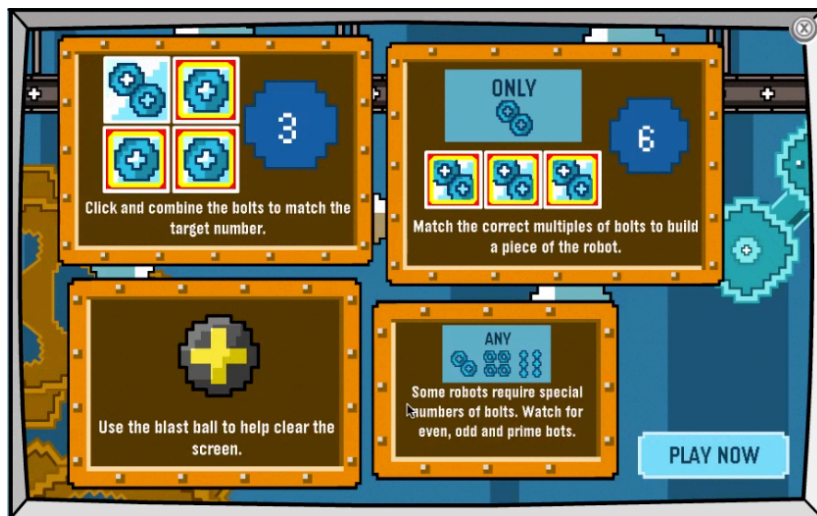 3
Click and combine the bolts to match the
target number.
ONLY
6
Match the correct multiples of bolts to build
a piece of the robot.
Use the blast ball to help clear the
screen.
ANY
Some robots require special
numbers of bolts. Watch for
even, odd and prime bots.
PLAY NOW